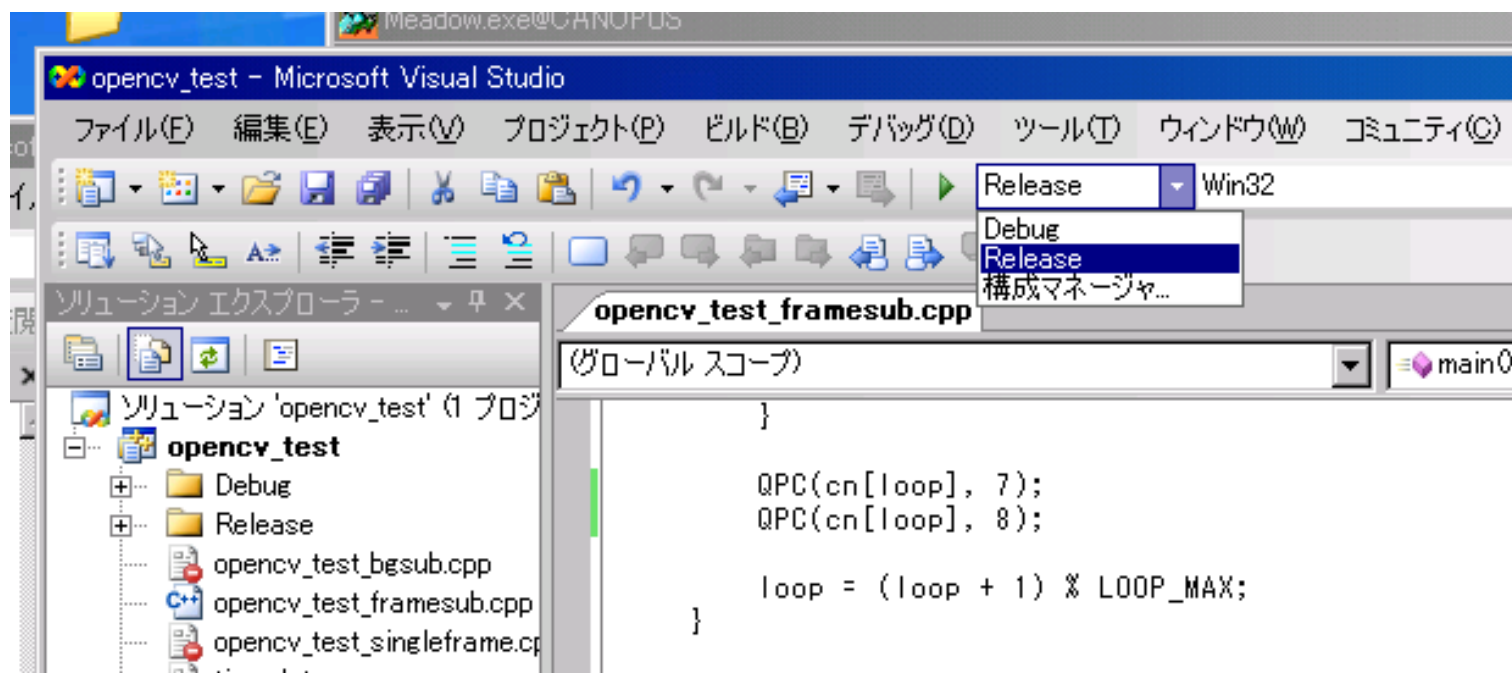 Meadow.exe@CANOPUS
opencv_test - Microsoft Visual Studio
ファイル(F) 編集(E) 表示(V) プロジェクト(P) ビルド(B) デバッグ(D) ツール(T) ウィンドウ(W) コミュニティ(C)
Release Win32
Debug
Release
構成マネージャ...
ソリューション エクスプローラ - ...
opencv_test_framesub.cpp
(グローバル スコープ) main()
ソリューション 'opencv_test' (1 プロジ
opencv_test
Debug
Release
opencv_test_bgsub.cpp
opencv_test_framesub.cpp
opencv_test_singleframe.cp
}
QPC(cn[loop], 7);
QPC(cn[loop], 8);
loop = (loop + 1) % LOOP_MAX;
}